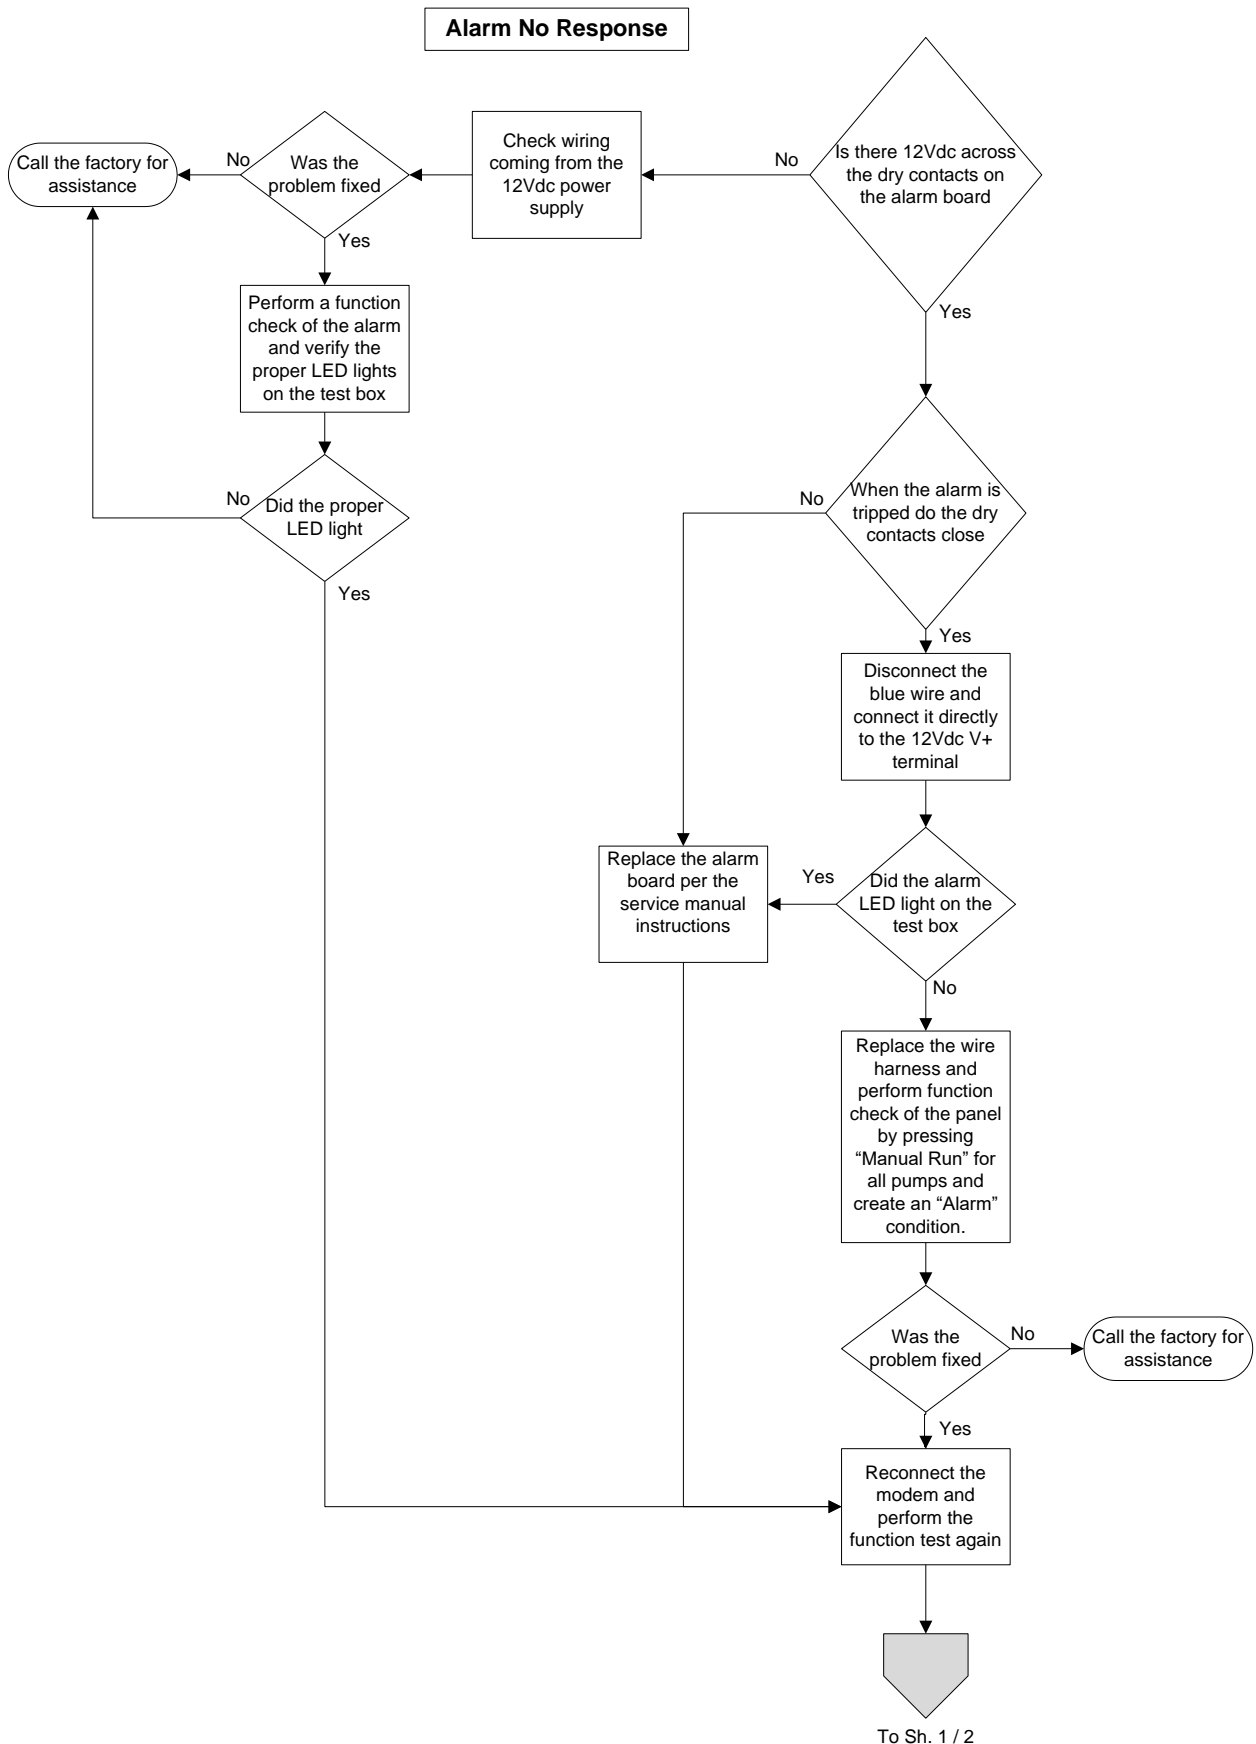 Alarm No Response
Is there 12Vdc across
the dry contacts on
the alarm board
No
Check wiring
coming from the
12Vdc power
supply
Was the
problem fixed
No
Call the factory for
assistance
Yes
Perform a function
check of the alarm
and verify the
proper LED lights
on the test box
Did the proper
LED light
No
Yes
Yes
When the alarm is
tripped do the dry
contacts close
No
Yes
Disconnect the
blue wire and
connect it directly
to the 12Vdc V+
terminal
Did the alarm
LED light on the
test box
Yes
Replace the alarm
board per the
service manual
instructions
No
Replace the wire
harness and
perform function
check of the panel
by pressing
“Manual Run” for
all pumps and
create an “Alarm”
condition.
Was the
problem fixed
No
Call the factory for
assistance
Yes
Reconnect the
modem and
perform the
function test again
To Sh. 1 / 2